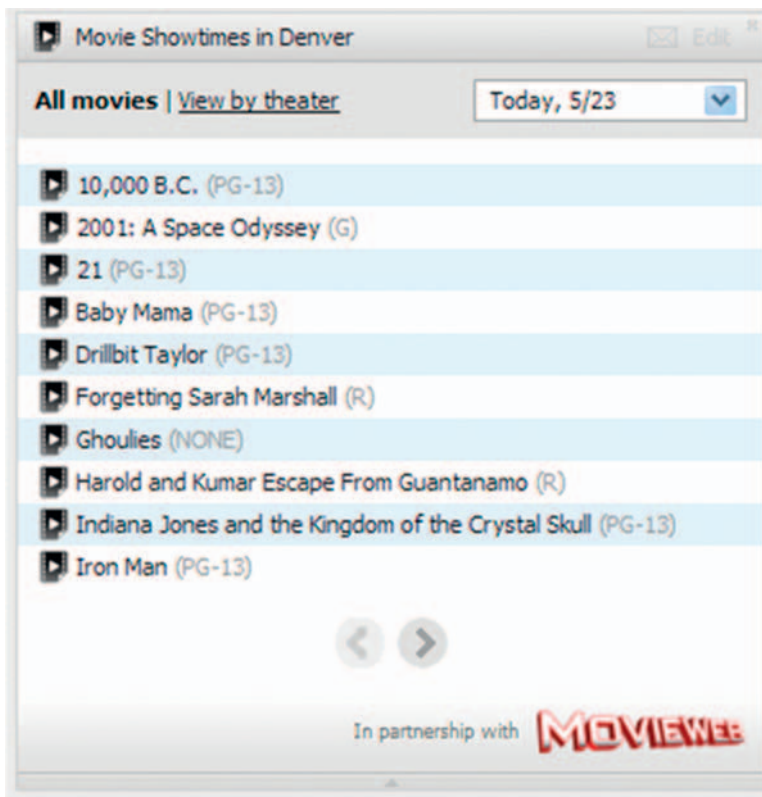 Movie Showtimes in Denver Edit
All movies | View by theater Today, 5/23
10,000 B.C. (PG-13)
2001: A Space Odyssey (G)
21 (PG-13)
Baby Mama (PG-13)
Drillbit Taylor (PG-13)
Forgetting Sarah Marshall (R)
Ghoulies (NONE)
Harold and Kumar Escape From Guantanamo (R)
Indiana Jones and the Kingdom of the Crystal Skull (PG-13)
Iron Man (PG-13)
In partnership with MOVIEWEB